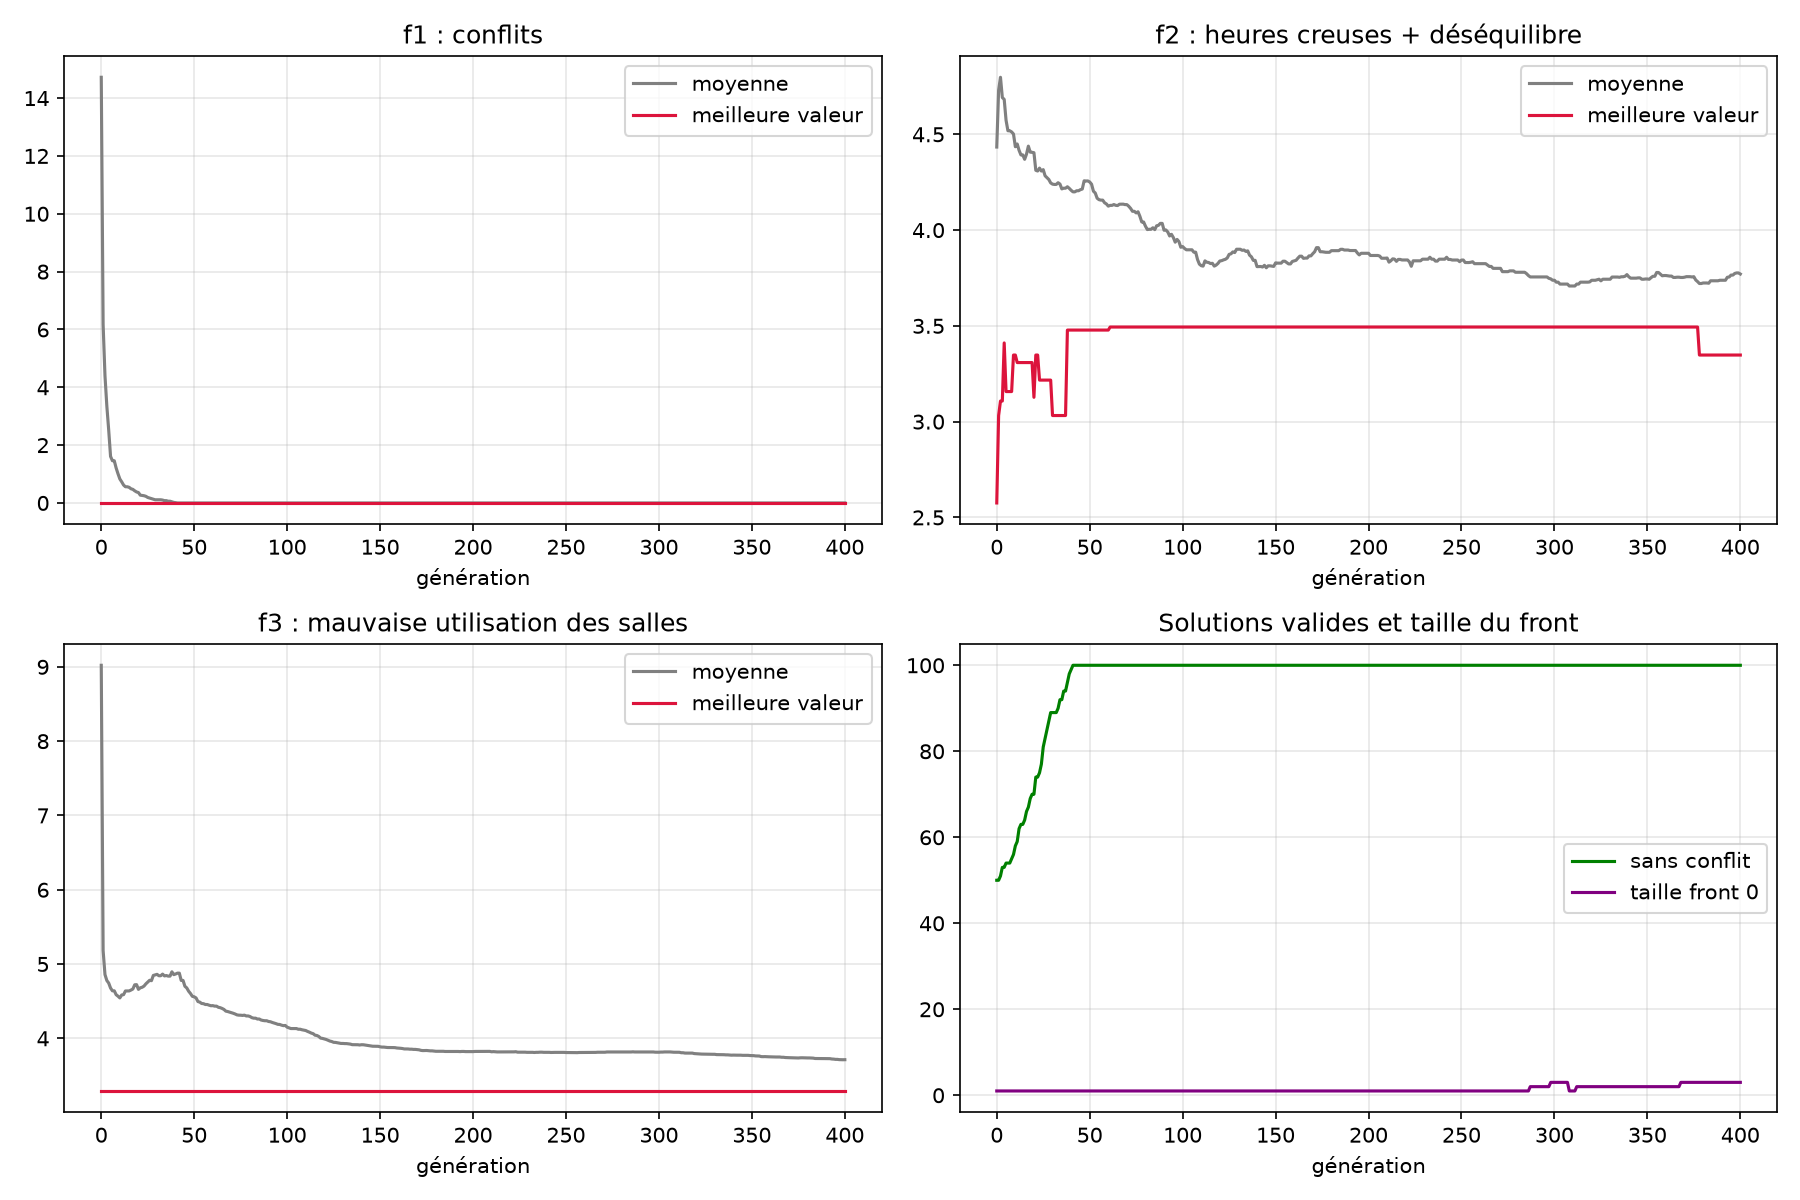 f1 : conflits
moyenne
meilleure valeur
14
12
10
8
6
4
2
0
0 50 100 150 200 250 300 350 400
génération
f2 : heures creuses + déséquilibre
moyenne
meilleure valeur
4.5
4.0
3.5
3.0
2.5
0 50 100 150 200 250 300 350 400
génération
f3 : mauvaise utilisation des salles
moyenne
meilleure valeur
9
8
7
6
5
4
0 50 100 150 200 250 300 350 400
génération
Solutions valides et taille du front
sans conflit
taille front 0
100
80
60
40
20
0
0 50 100 150 200 250 300 350 400
génération